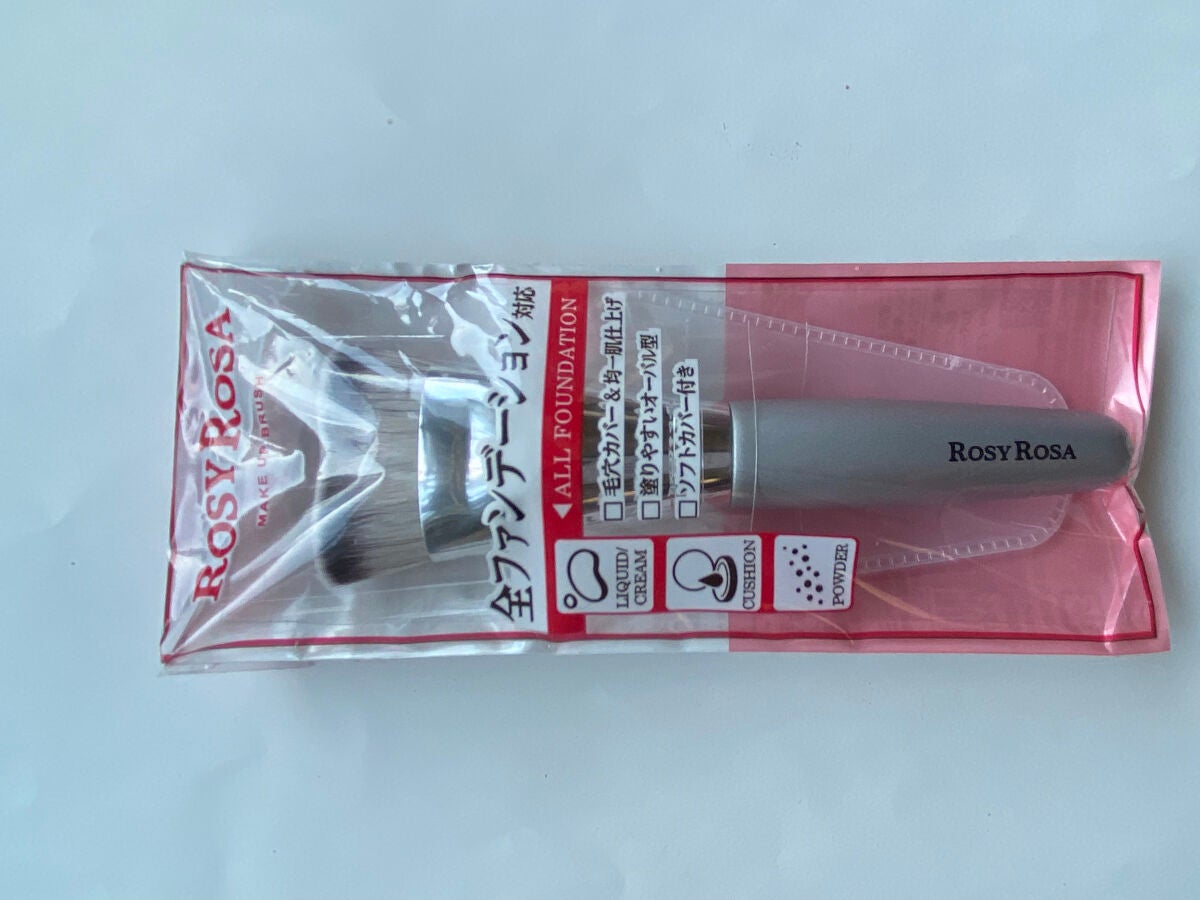 ROSY ROSA
MAKE UP BRUSH
全ファンデーション対応
ALL FOUNDATION
毛穴カバー&均一肌仕上げ
塗りやすいオーバル型
ソフトカバー付き
LIQUID/
CREAM
CUSHION
POWDER
ROSY ROSA